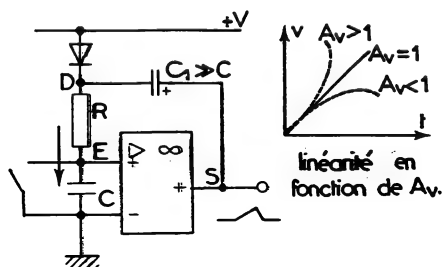 +V
D
C₁≫C
R
E
▷ ∞
+
+
S
C
-
v
Av>1
Av=1
Av<1
t
linéarité en
fonction de Av.